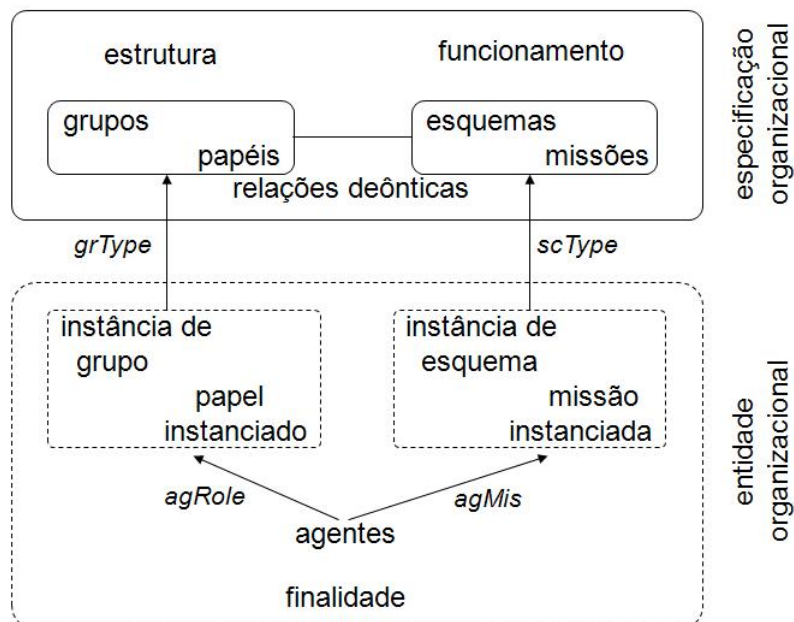 estrutura
funcionamento
grupos
papéis
esquemas
missões
relações deônticas
especificação
organizacional
grType
scType
instância de
grupo
papel
instanciado
instância de
esquema
missão
instanciada
agRole
agMis
agentes
finalidade
entidade
organizacional